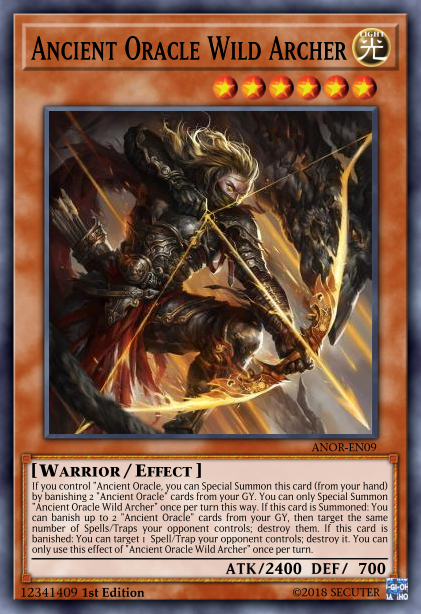 Ancient Oracle Wild Archer
LIGHT
光
ANOR-EN09
[Warrior / Effect ]
If you control "Ancient Oracle, you can Special Summon this card (from your hand)
by banishing 2 "Ancient Oracle" cards from your GY. You can only Special Summon
"Ancient Oracle Wild Archer" once per turn this way. If this card is Summoned: You
can banish up to 2 "Ancient Oracle" cards from your GY, then target the same
number of Spells/Traps your opponent controls; destroy them. If this card is
banished: You can target 1 Spell/Trap your opponent controls; destroy it. You can
only use this effect of "Ancient Oracle Wild Archer" once per turn.
ATK/2400 DEF/ 700
12341409 1st Edition
©2018 SECUTER